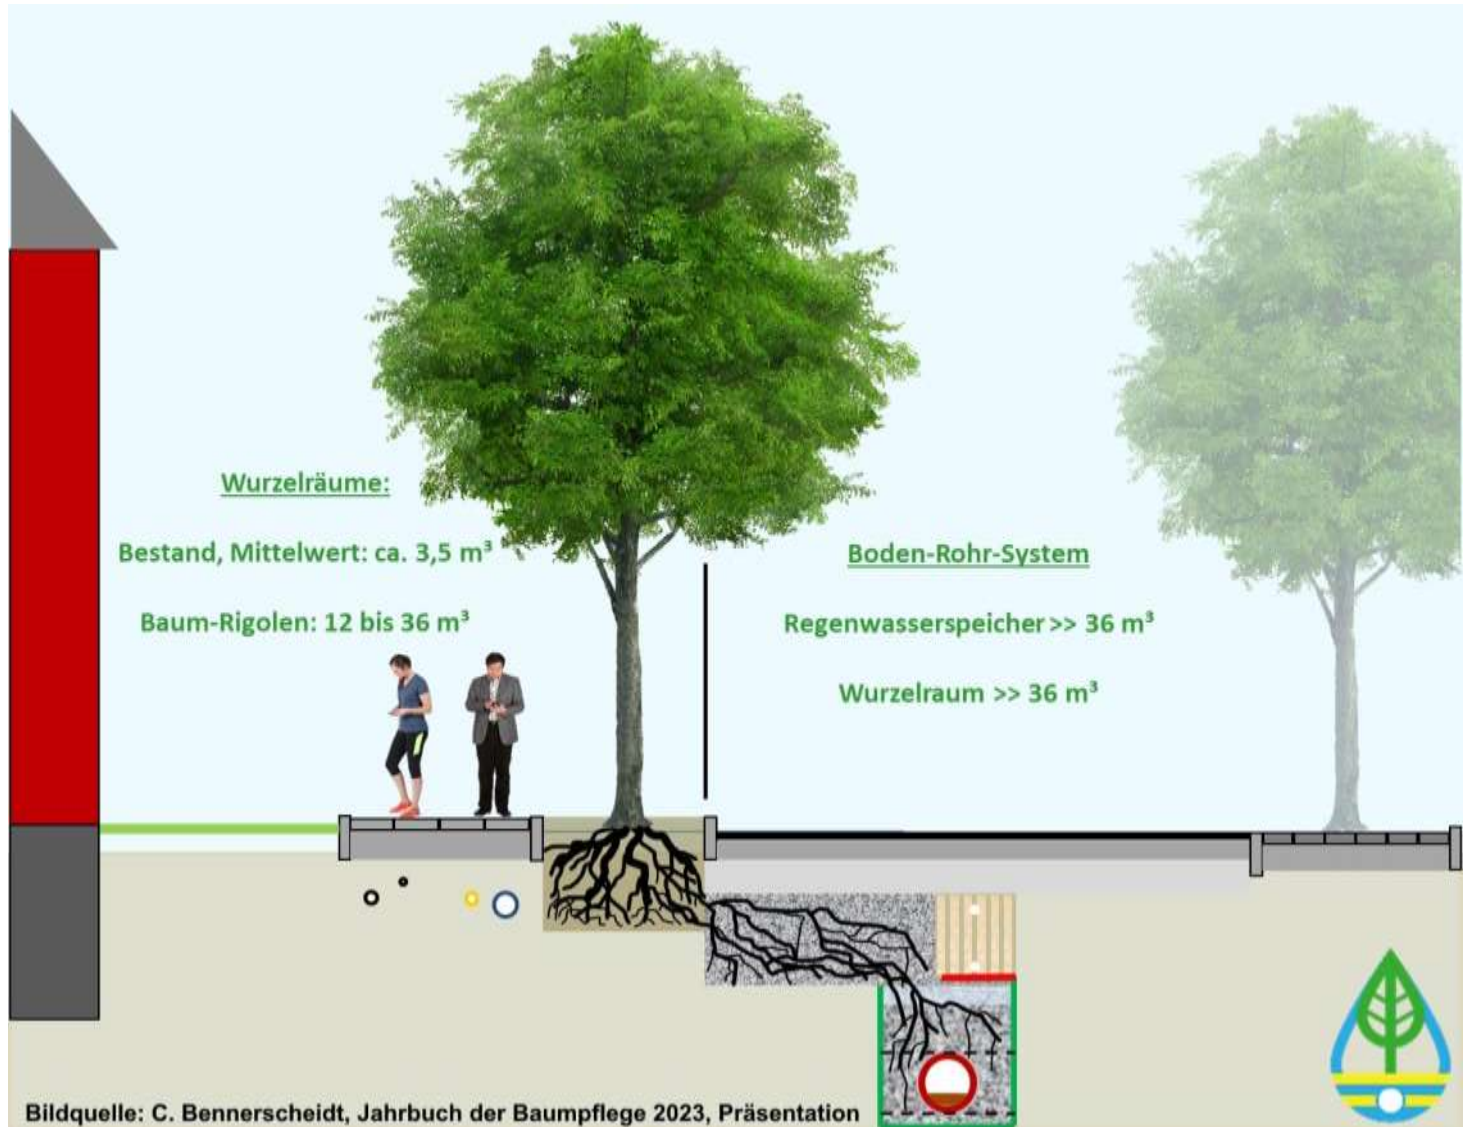 Wurzelräume:
Bestand, Mittelwert: ca. 3,5 m³
Baum-Rigolen: 12 bis 36 m³
Boden-Rohr-System
Regenwasserspeicher >> 36 m³
Wurzelraum >> 36 m³
Bildquelle: C. Bennerscheidt, Jahrbuch der Baumpflege 2023, Präsentation